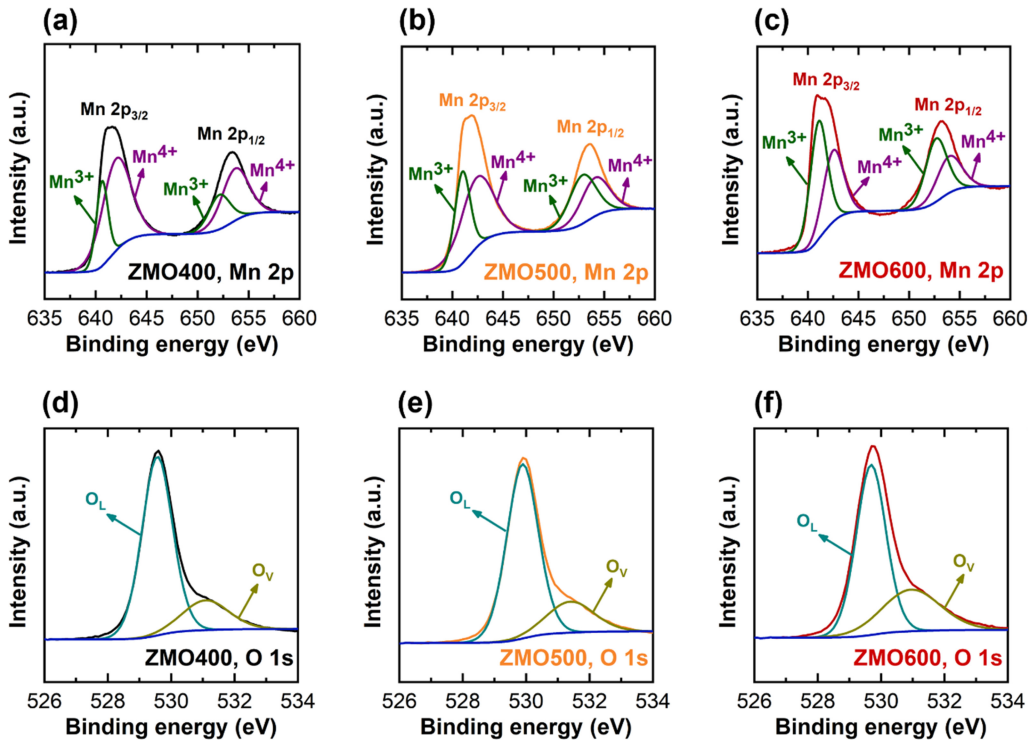 (a)
Intensity (a.u.)
Mn 2p3/2
Mn 2p1/2
Mn4+
Mn4+
Mn3+
Mn3+
ZMO400, Mn 2p
635 640 645 650 655 660
Binding energy (eV)
(b)
Intensity (a.u.)
Mn 2p3/2
Mn 2p1/2
Mn4+
Mn4+
Mn3+
Mn3+
ZMO500, Mn 2p
635 640 645 650 655 660
Binding energy (eV)
(c)
Intensity (a.u.)
Mn 2p3/2
Mn 2p1/2
Mn3+
Mn4+
Mn3+
Mn4+
ZMO600, Mn 2p
635 640 645 650 655 660
Binding energy (eV)
(d)
Intensity (a.u.)
OL
OV
ZMO400, O 1s
526 528 530 532 534
Binding energy (eV)
(e)
Intensity (a.u.)
OL
OV
ZMO500, O 1s
526 528 530 532 534
Binding energy (eV)
(f)
Intensity (a.u.)
OL
OV
ZMO600, O 1s
526 528 530 532 534
Binding energy (eV)